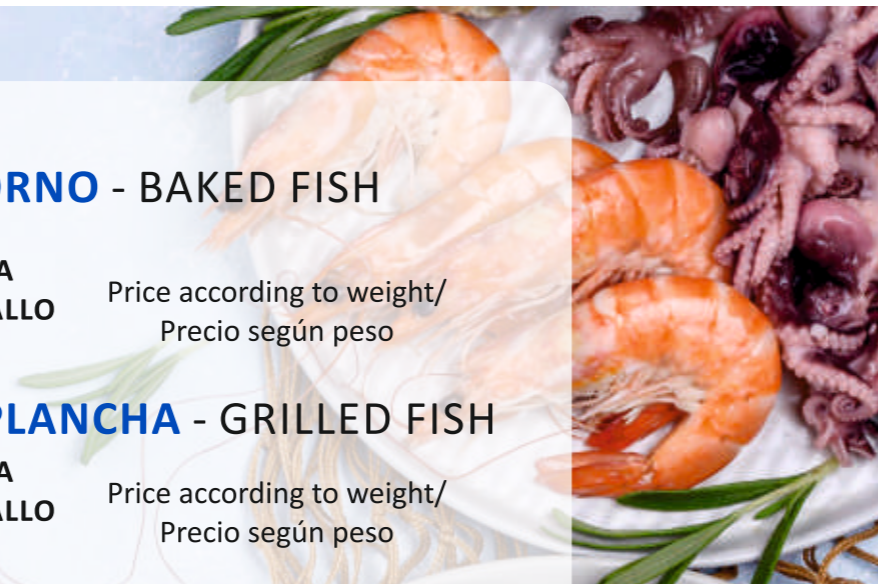 RNO - BAKED FISH
A
ALLO
Price according to weight/
Precio según peso
PLANCHA - GRILLED FISH
A
ALLO
Price according to weight/
Precio según peso